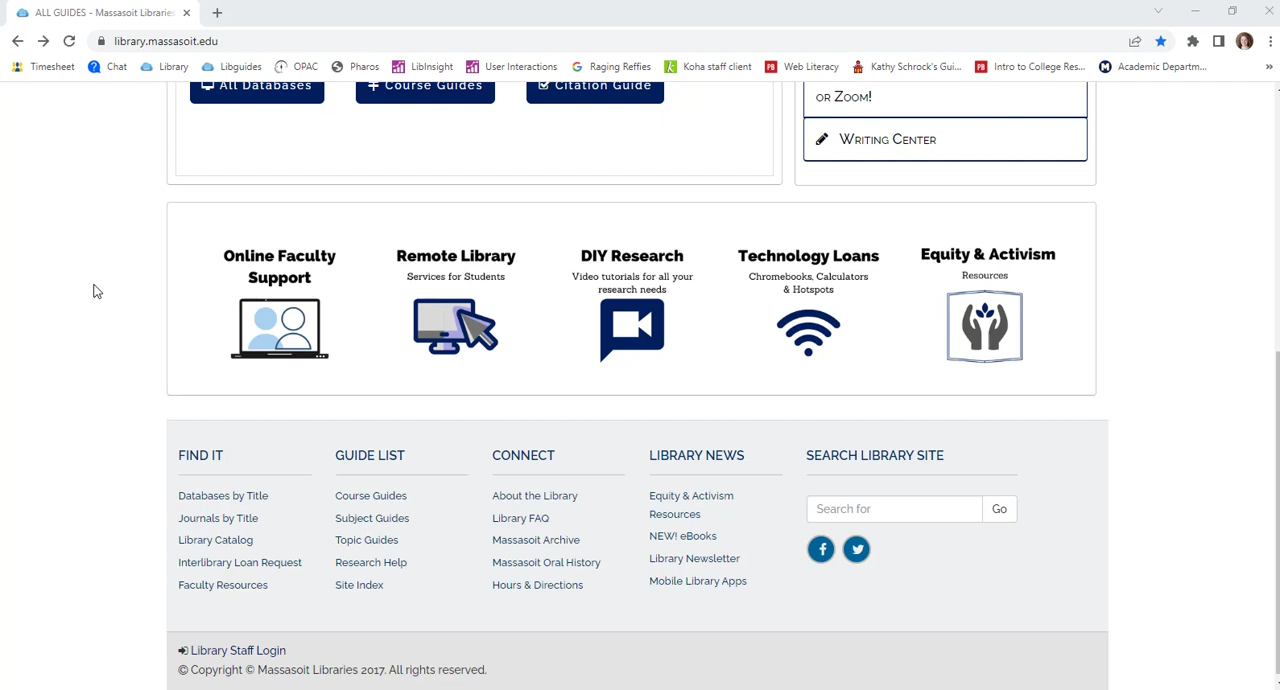 ALL GUIDES - Massasoit Libraries
library.massasoit.edu
Timesheet Chat Library Libguides OPAC Pharos LibInsight User Interactions Raging Reffies Koha staff client Web Literacy Kathy Schrock's Gui... Intro to College Res... Academic Departm... »
All Databases Course Guides Citation Guide
or Zoom!
Writing Center
Online Faculty
Support
Remote Library
Services for Students
DIY Research
Video tutorials for all your
research needs
Technology Loans
Chromebooks, Calculators
& Hotspots
Equity & Activism
Resources
FIND IT
Databases by Title
Journals by Title
Library Catalog
Interlibrary Loan Request
Faculty Resources
GUIDE LIST
Course Guides
Subject Guides
Topic Guides
Research Help
Site Index
CONNECT
About the Library
Library FAQ
Massasoit Archive
Massasoit Oral History
Hours & Directions
LIBRARY NEWS
Equity & Activism
Resources
NEW! eBooks
Library Newsletter
Mobile Library Apps
SEARCH LIBRARY SITE
Search for Go
Library Staff Login
© Copyright © Massasoit Libraries 2017. All rights reserved.